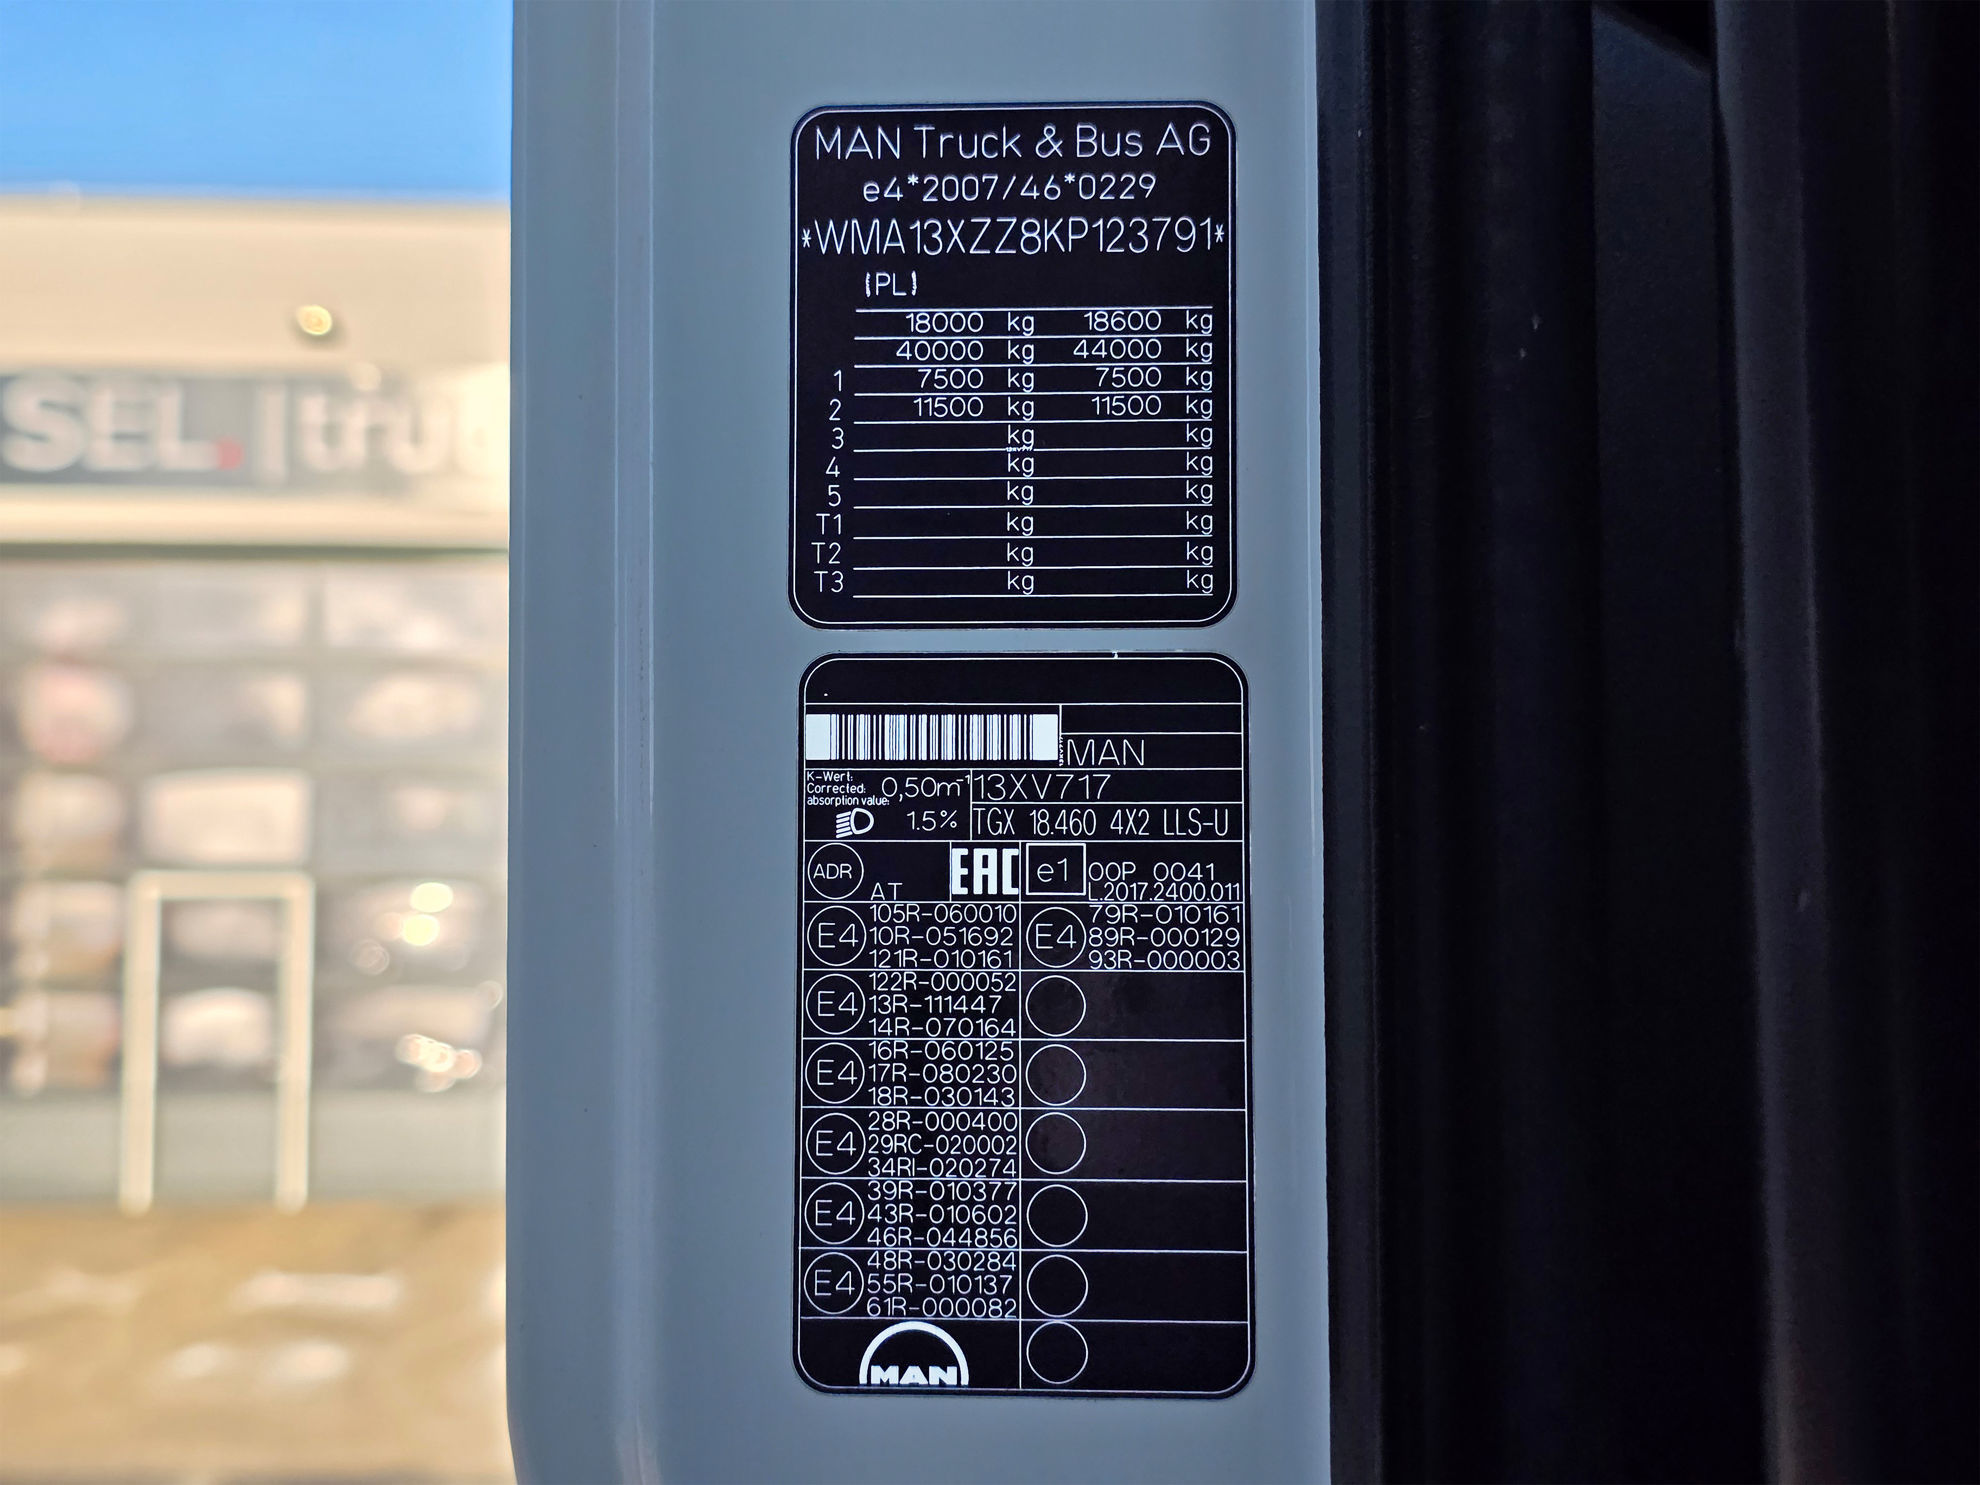 MAN Truck & Bus AG
e4*2007/46*0229
*WMA13XZZ8KP123791*
(PL)
18000 kg 18600 kg
40000 kg 44000 kg
1 7500 kg 7500 kg
2 11500 kg 11500 kg
3 kg kg
4 kg kg
5 kg kg
T1 kg kg
T2 kg kg
T3 kg kg
SEL.
MAN
13XV717
K-Wert:
Corrected:
absorption value:
0,50m⁻¹
13XV717
1.5%
TGX 18.460 4X2 LLS-U
ADR
AT
EAC
e1
00P 0041
L.2017.2400.011
E4
105R-060010
10R-051692
121R-010161
E4
79R-010161
89R-000129
93R-000003
E4
122R-000052
13R-111447
14R-070164
E4
16R-060125
17R-080230
18R-030143
E4
28R-000400
29RC-020002
34RI-020274
E4
39R-010377
43R-010602
46R-044856
E4
48R-030284
55R-010137
61R-000082
MAN